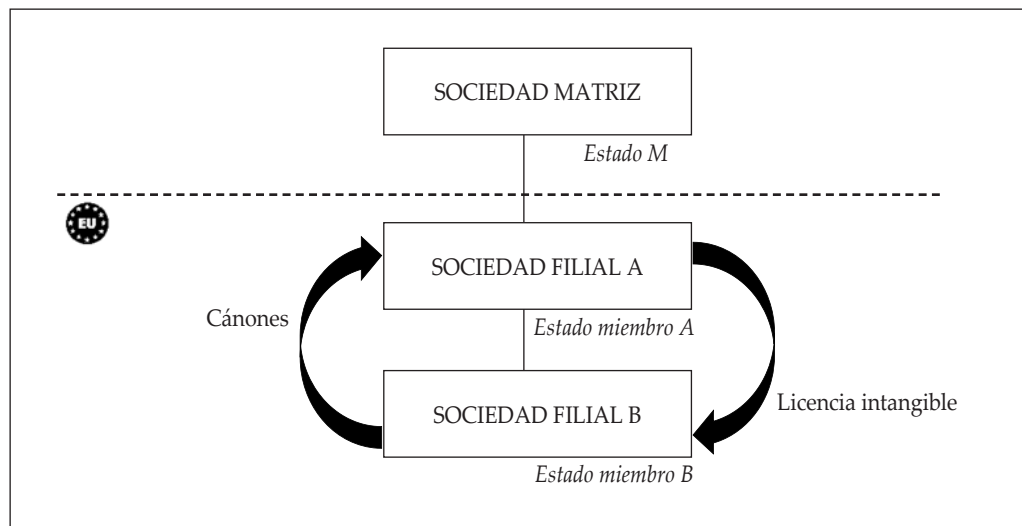 SOCIEDAD MATRIZ
Estado M
EU
SOCIEDAD FILIAL A
Cánones
Estado miembro A
SOCIEDAD FILIAL B
Licencia intangible
Estado miembro B